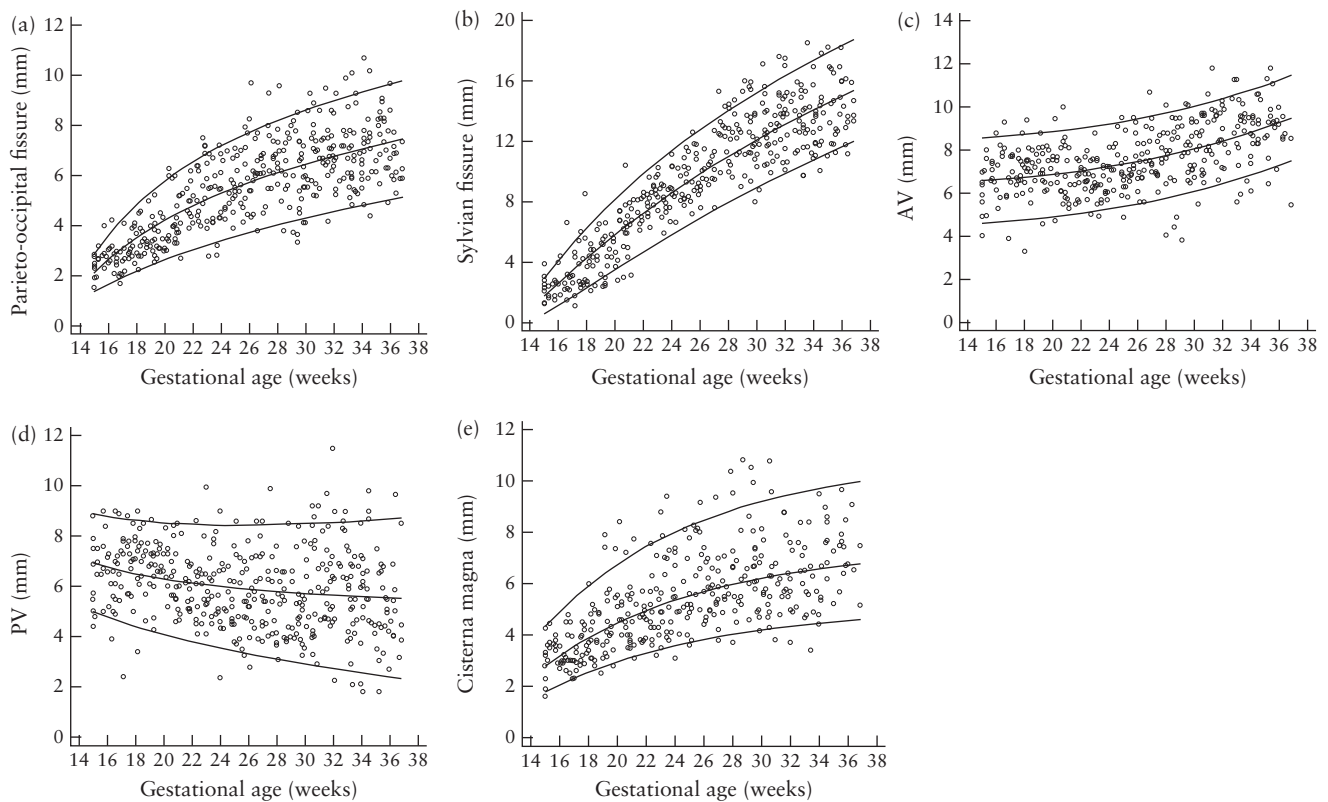 (a)
12
10
8
6
4
2
0
Parieto-occipital fissure (mm)
14 16 18 20 22 24 26 28 30 32 34 36 38
Gestational age (weeks)
(b)
20
16
12
8
4
0
Sylvian fissure (mm)
14 16 18 20 22 24 26 28 30 32 34 36 38
Gestational age (weeks)
(c)
14
12
10
8
6
4
2
0
AV (mm)
14 16 18 20 22 24 26 28 30 32 34 36 38
Gestational age (weeks)
(d)
12
10
8
6
4
2
0
PV (mm)
14 16 18 20 22 24 26 28 30 32 34 36 38
Gestational age (weeks)
(e)
12
10
8
6
4
2
0
Cisterna magna (mm)
14 16 18 20 22 24 26 28 30 32 34 36 38
Gestational age (weeks)